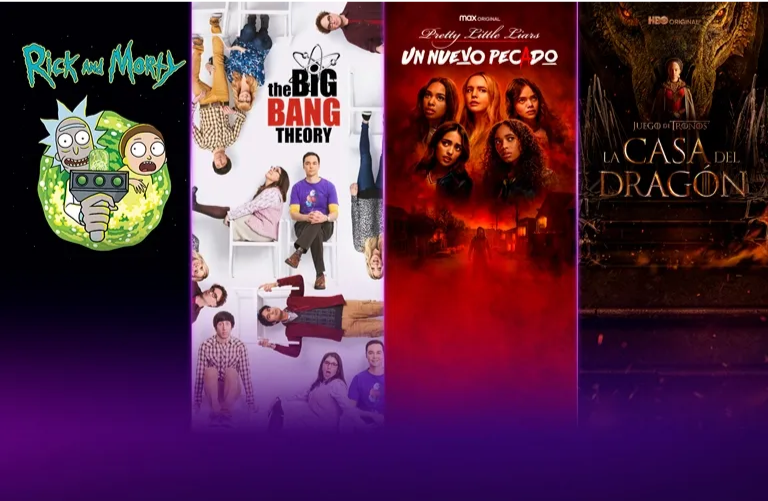 Rick and Morty
the BIG
BANG
THEORY
max ORIGINAL
Pretty Little Liars
UN NUEVO PECADO
HBO ORIGINAL
JUEGO DE TRONOS
LA CASA DEL
DRAGÓN